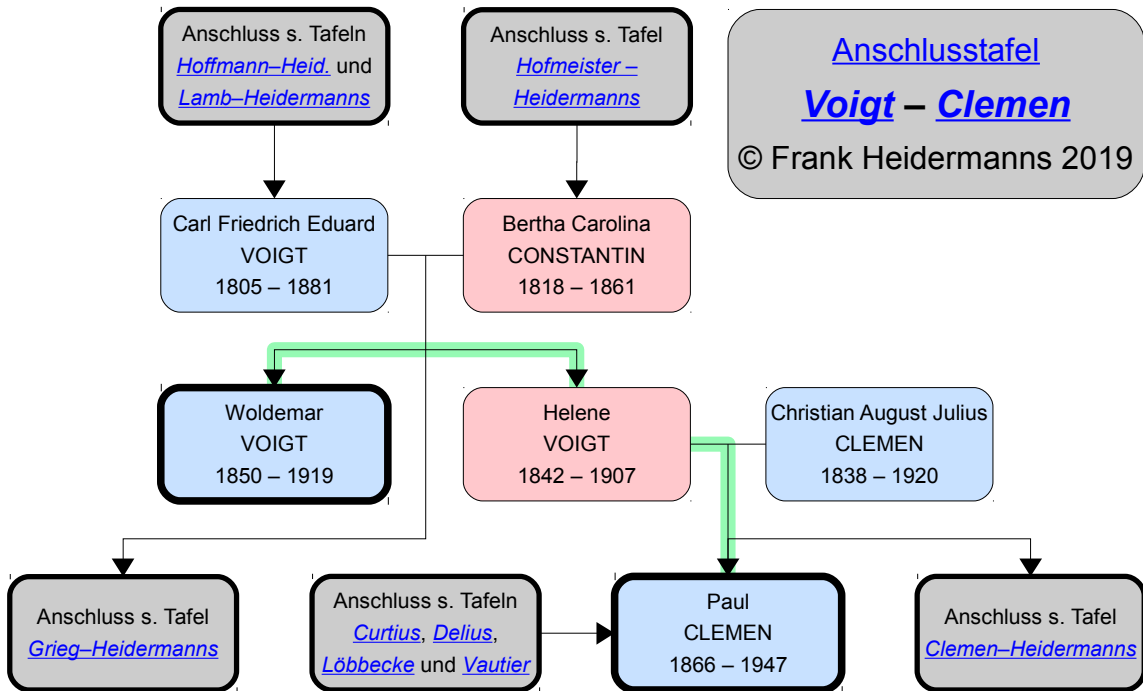 Anschluss s. Tafeln
Hoffmann–Heid. und
Lamb–Heidermanns
Anschluss s. Tafel
Hofmeister –
Heidermanns
Anschlusstafel
Voigt – Clemen
© Frank Heidermanns 2019
Carl Friedrich Eduard
VOIGT
1805 – 1881
Bertha Carolina
CONSTANTIN
1818 – 1861
Woldemar
VOIGT
1850 – 1919
Helene
VOIGT
1842 – 1907
Christian August Julius
CLEMEN
1838 – 1920
Anschluss s. Tafel
Grieg–Heidermanns
Anschluss s. Tafeln
Curtius, Delius,
Löbbecke und Vautier
Paul
CLEMEN
1866 – 1947
Anschluss s. Tafel
Clemen–Heidermanns